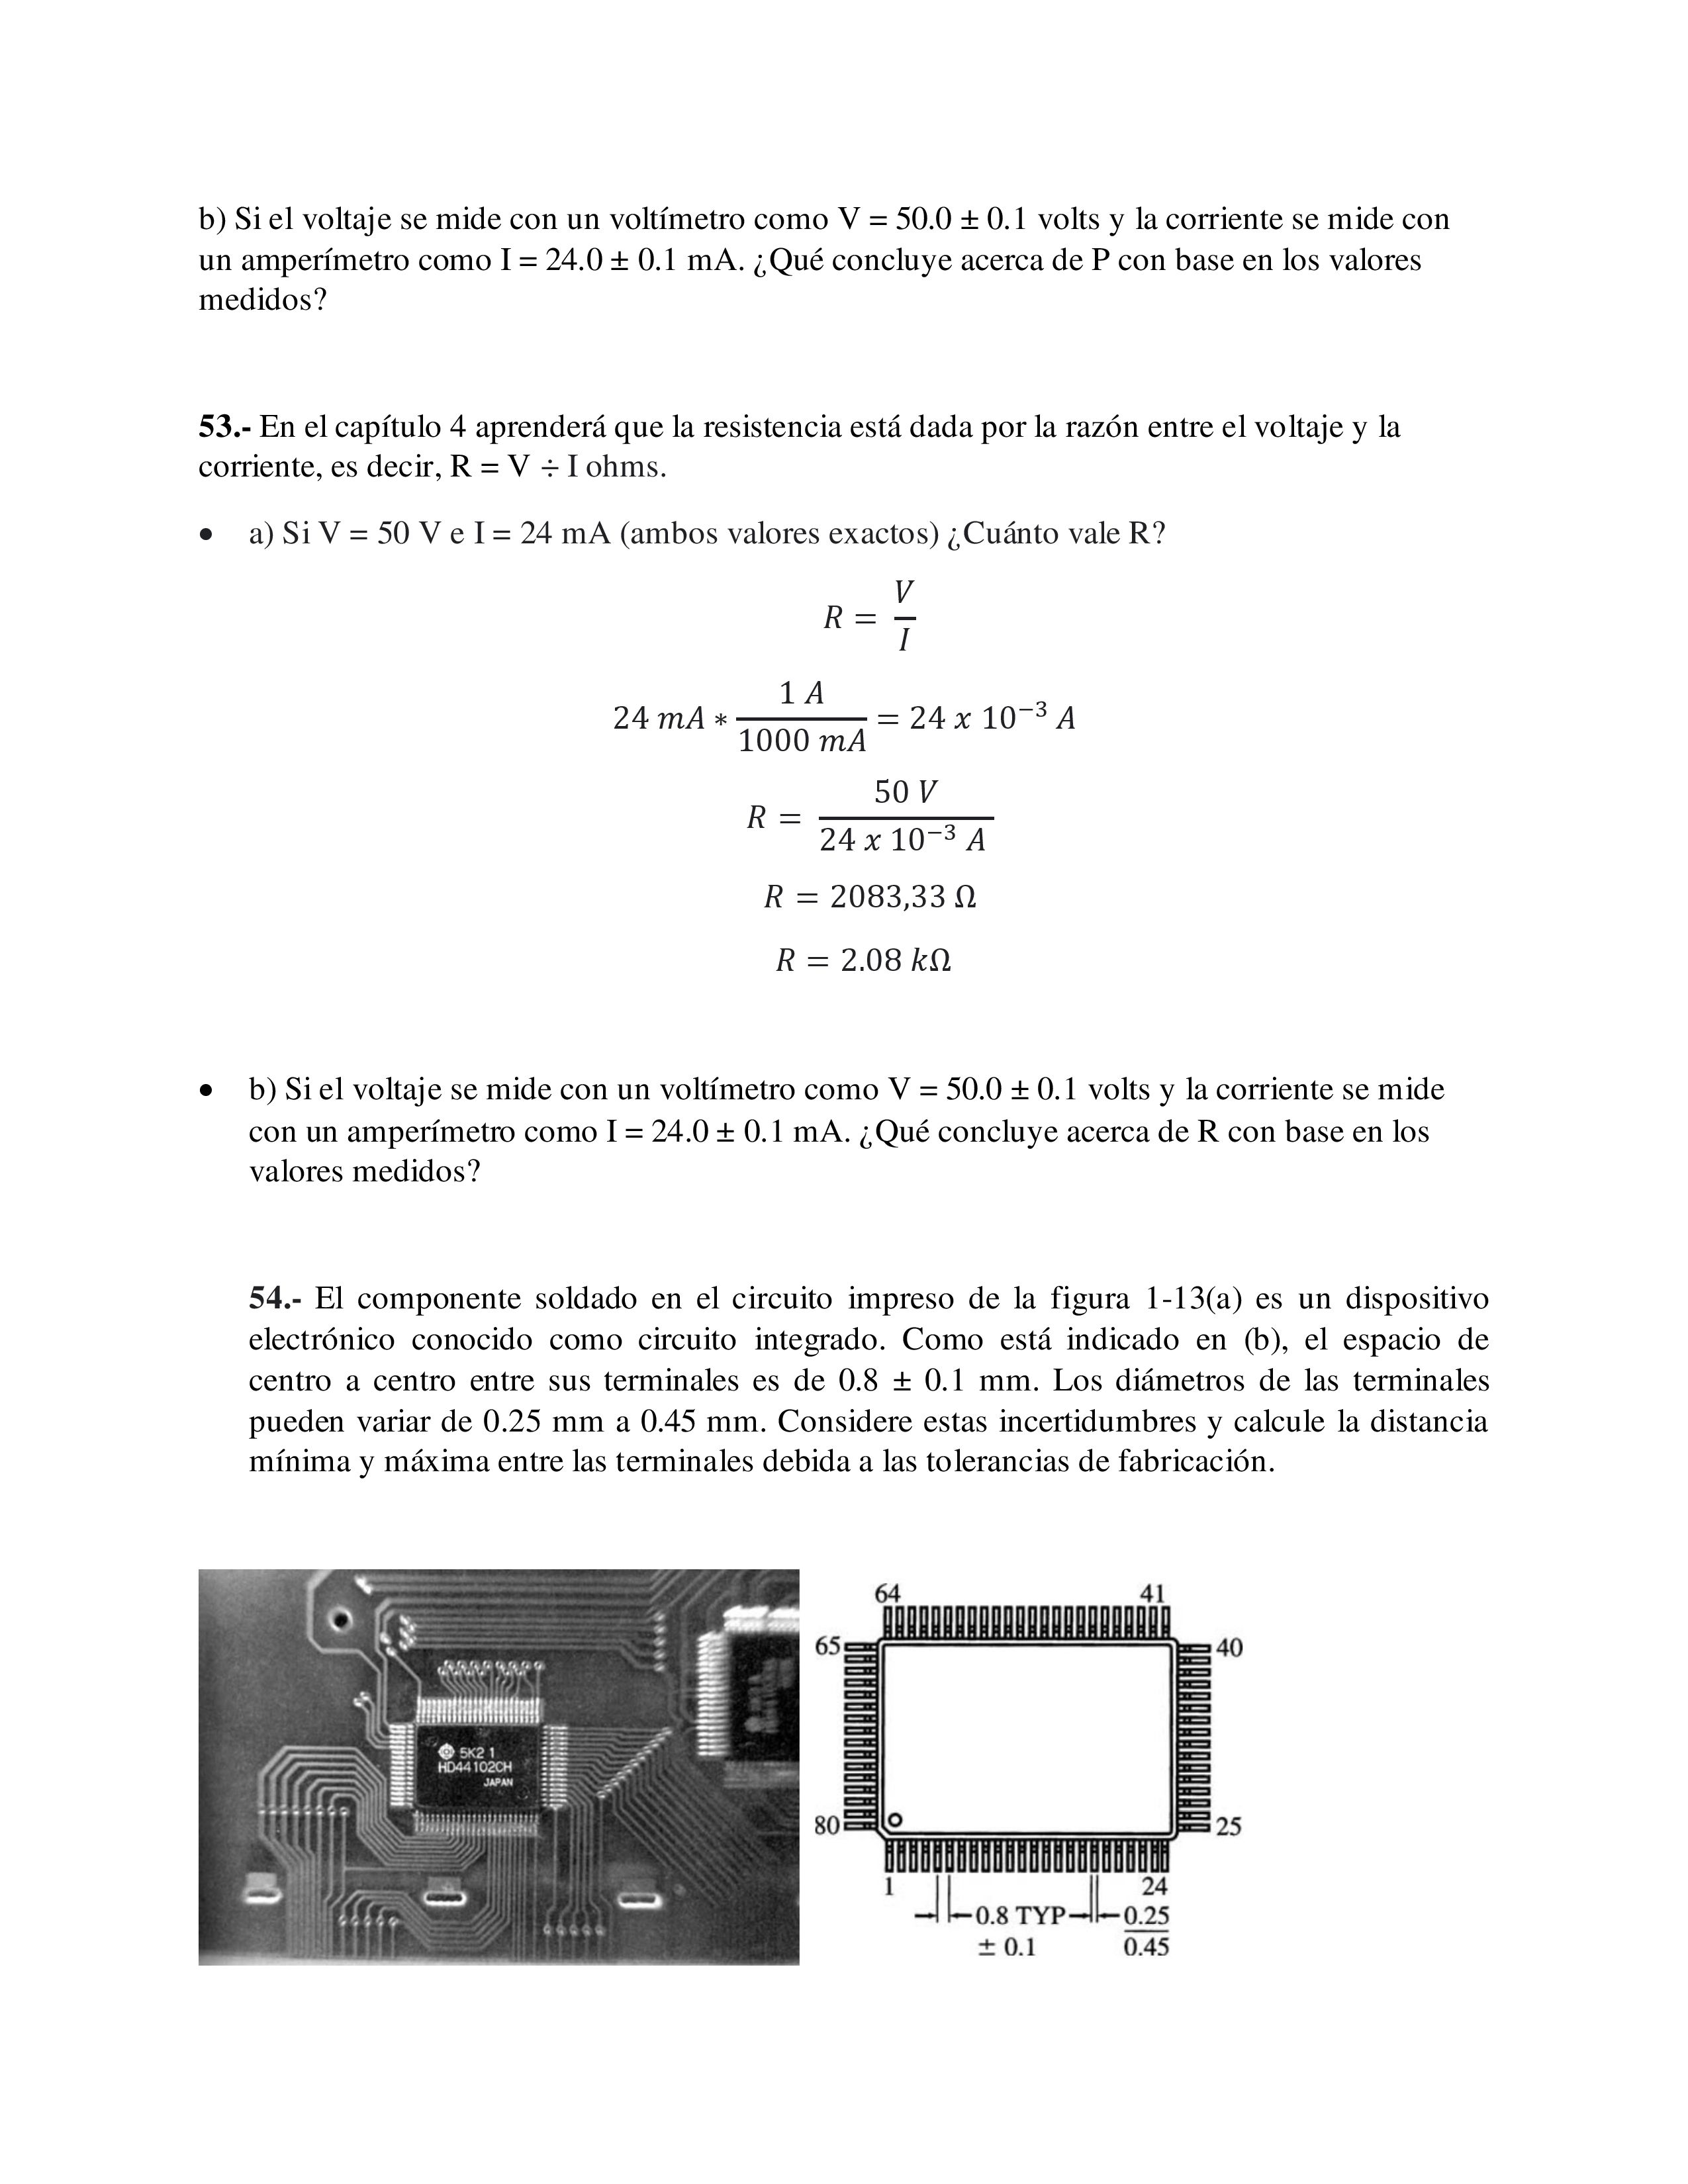 b) Si el voltaje se mide con un voltímetro como V = 50.0 ± 0.1 volts y la corriente se mide con
un amperímetro como I = 24.0 ± 0.1 mA. ¿Qué concluye acerca de P con base en los valores
medidos?
53.- En el capítulo 4 aprenderá que la resistencia está dada por la razón entre el voltaje y la
corriente, es decir, R = V ÷ I ohms.
• a) Si V = 50 V e I = 24 mA (ambos valores exactos) ¿Cuánto vale R?
R = V / I
24 mA * 1 A / 1000 mA = 24 x 10⁻³ A
R = 50 V / 24 x 10⁻³ A
R = 2083,33 Ω
R = 2.08 kΩ
• b) Si el voltaje se mide con un voltímetro como V = 50.0 ± 0.1 volts y la corriente se mide
con un amperímetro como I = 24.0 ± 0.1 mA. ¿Qué concluye acerca de R con base en los
valores medidos?
54.- El componente soldado en el circuito impreso de la figura 1-13(a) es un dispositivo
electrónico conocido como circuito integrado. Como está indicado en (b), el espacio de
centro a centro entre sus terminales es de 0.8 ± 0.1 mm. Los diámetros de las terminales
pueden variar de 0.25 mm a 0.45 mm. Considere estas incertidumbres y calcule la distancia
mínima y máxima entre las terminales debida a las tolerancias de fabricación.
5K2 1
HD44102CH
JAPAN
64 41
65 40
80 25
1 24
0.8 TYP 0.25
± 0.1 0.45